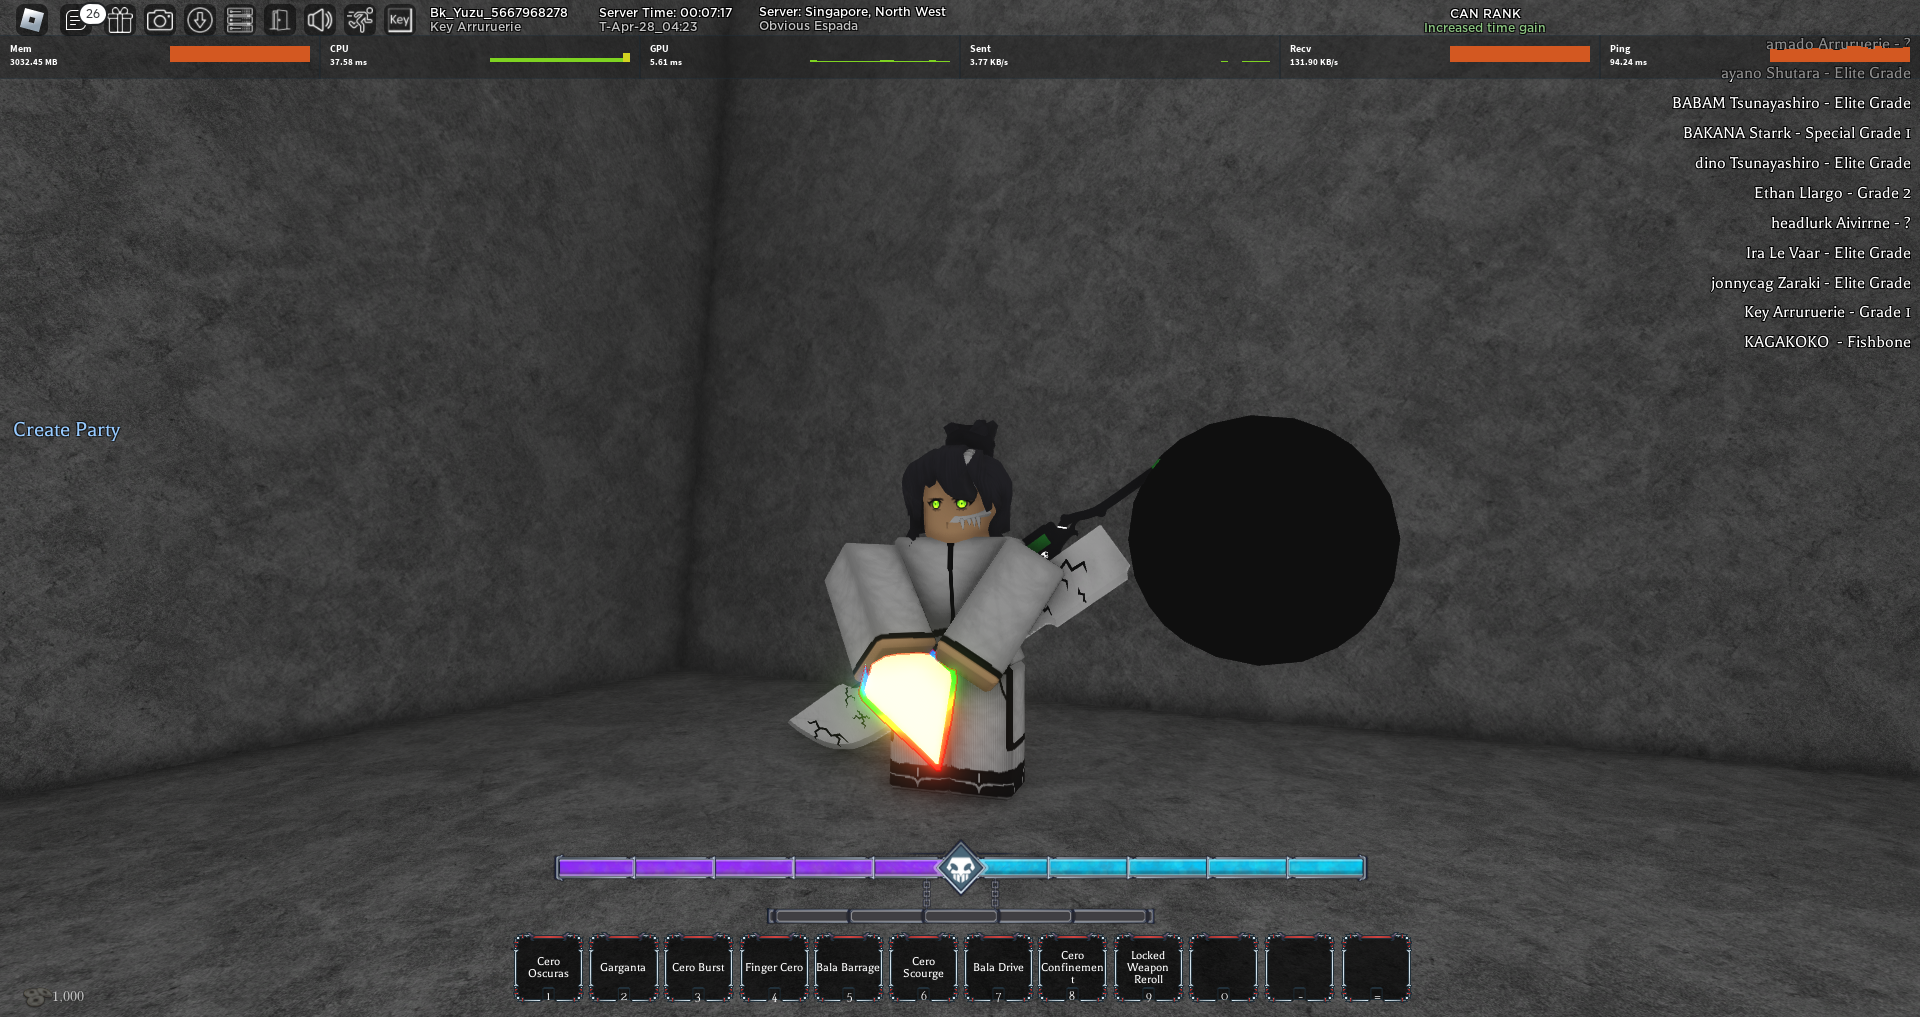 26
Key
Bk_Yuzu_5667968278
Key Arruruerie
Server Time: 00:07:17
T-Apr-28_04:23
Server: Singapore, North West
Obvious Espada
CAN RANK
Increased time gain
Mem
3032.45 MB
CPU
37.58 ms
GPU
5.61 ms
Sent
3.77 KB/s
Recv
131.90 KB/s
Ping
94.24 ms
amado Arruruerie - ?
ayano Shutara - Elite Grade
BABAM Tsunayashiro - Elite Grade
BAKANA Starrk - Special Grade 1
dino Tsunayashiro - Elite Grade
Ethan Llargo - Grade 2
headlurk Aivirrne - ?
Ira Le Vaar - Elite Grade
jonnycag Zaraki - Elite Grade
Key Arruruerie - Grade 1
KAGAKOKO - Fishbone
Create Party
Cero
Oscuras
1
Garganta
2
Cero Burst
3
Finger Cero
4
Bala Barrage
5
Cero
Scourge
6
Bala Drive
7
Cero
Confinemen
t
8
Locked
Weapon
Reroll
9
0
-
=
1,000